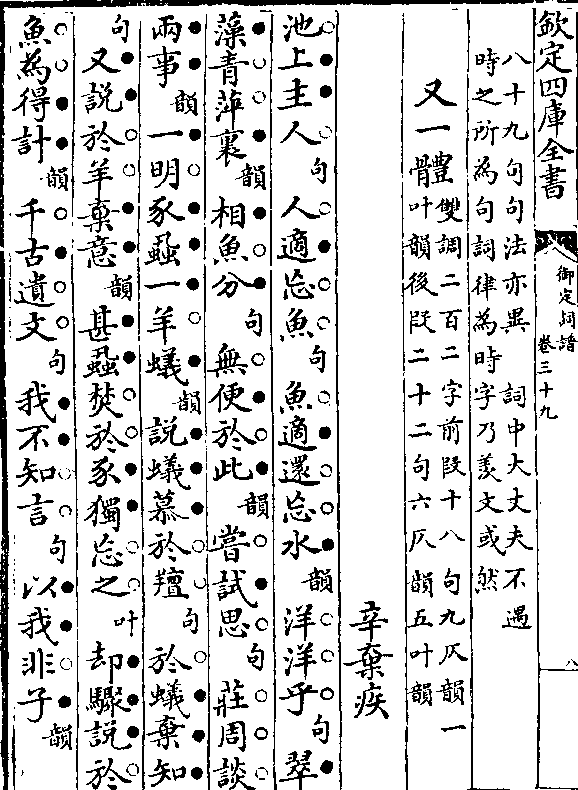 欽定四庫全書
御定詞譜
卷三十九
八
八十九句句法亦異 詞中大丈夫不遇
時之所為句詞律為時字乃羨文或然
又一體
雙調二百二字前段十八句九仄韻一
叶韻後段二十二句六仄韻五叶韻
辛棄疾
池上主人句人適忘魚句魚適還忘水韻洋洋乎句翠
藻青萍裏韻相魚兮句無便於此韻嘗試思句莊周談
兩事韻一明豕蝨一羊蟻韻說蟻慕於羶句於蟻棄知
句又說於羊棄意韻甚蝨焚於豕獨忘之叶却驟說於
魚為得計韻千古遺文句我不知言句以我非子韻